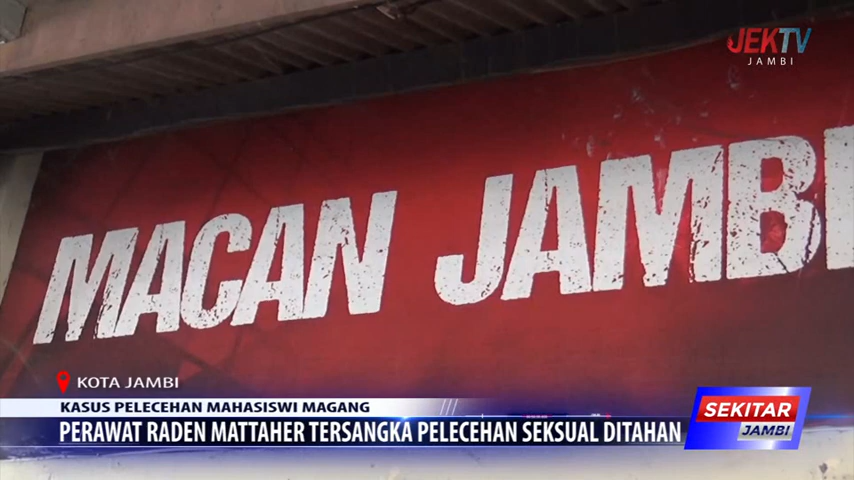 JEKTV
JAMBI
MACAN JAMBI
KOTA JAMBI
KASUS PELECEHAN MAHASISWI MAGANG
PERAWAT RADEN MATTAHER TERSANGKA PELECEHAN SEKSUAL DITAHAN
SEKITAR
JAMBI